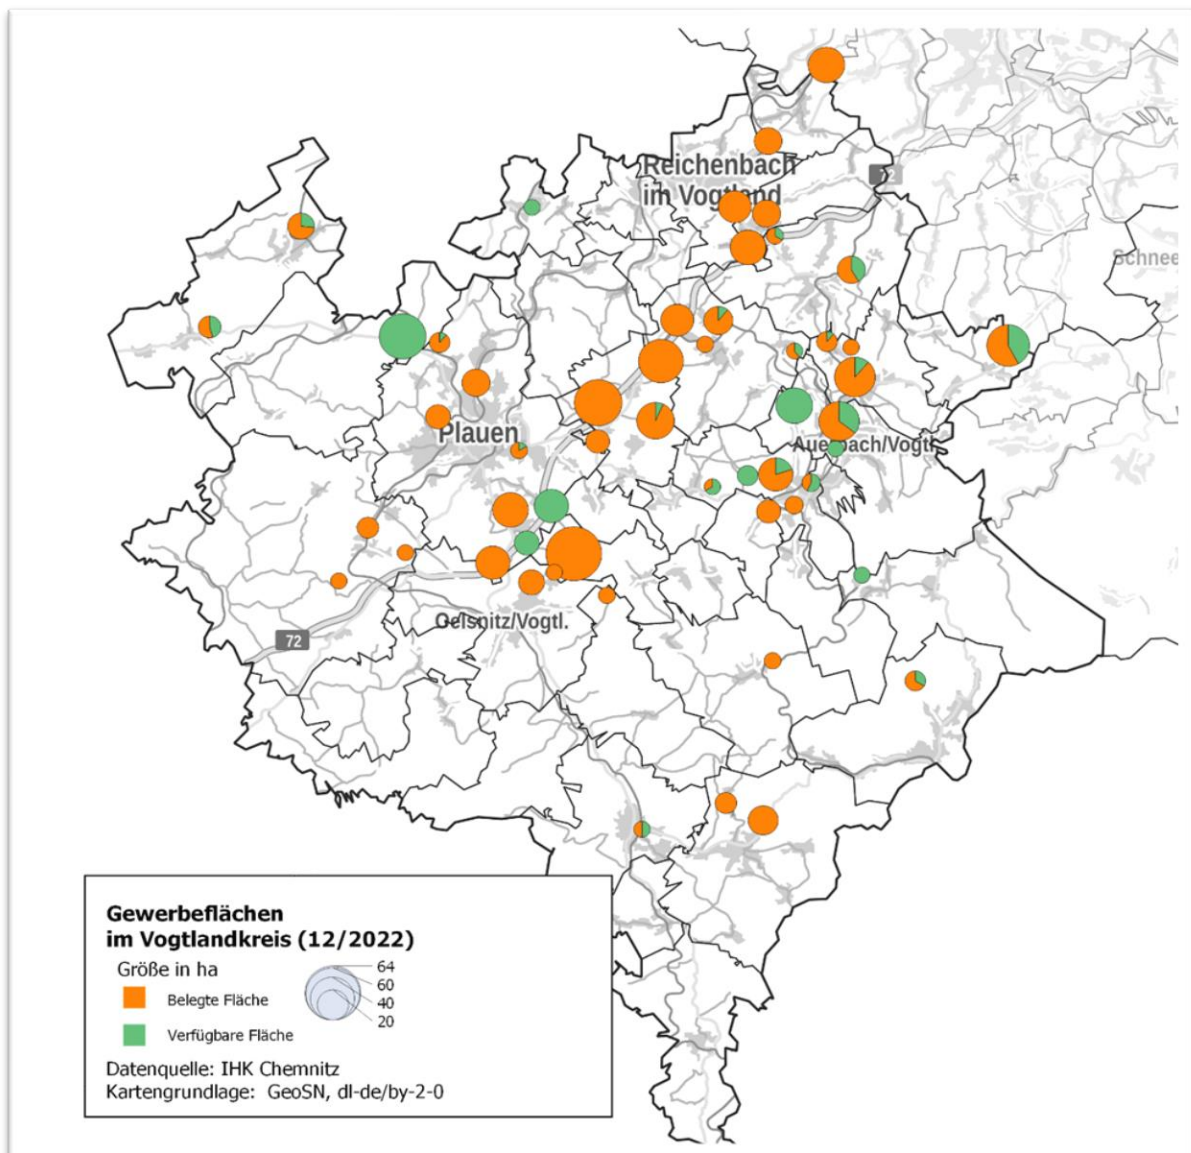 Reichenbach
im Vogtland
72
Schnee
Plauen
Auerbach/Vogtl.
Oelsnitz/Vogtl.
72
Gewerbeflächen
im Vogtlandkreis (12/2022)
Größe in ha
64
60
40
20
Belegte Fläche
Verfügbare Fläche
Datenquelle: IHK Chemnitz
Kartengrundlage: GeoSN, dl-de/by-2-0